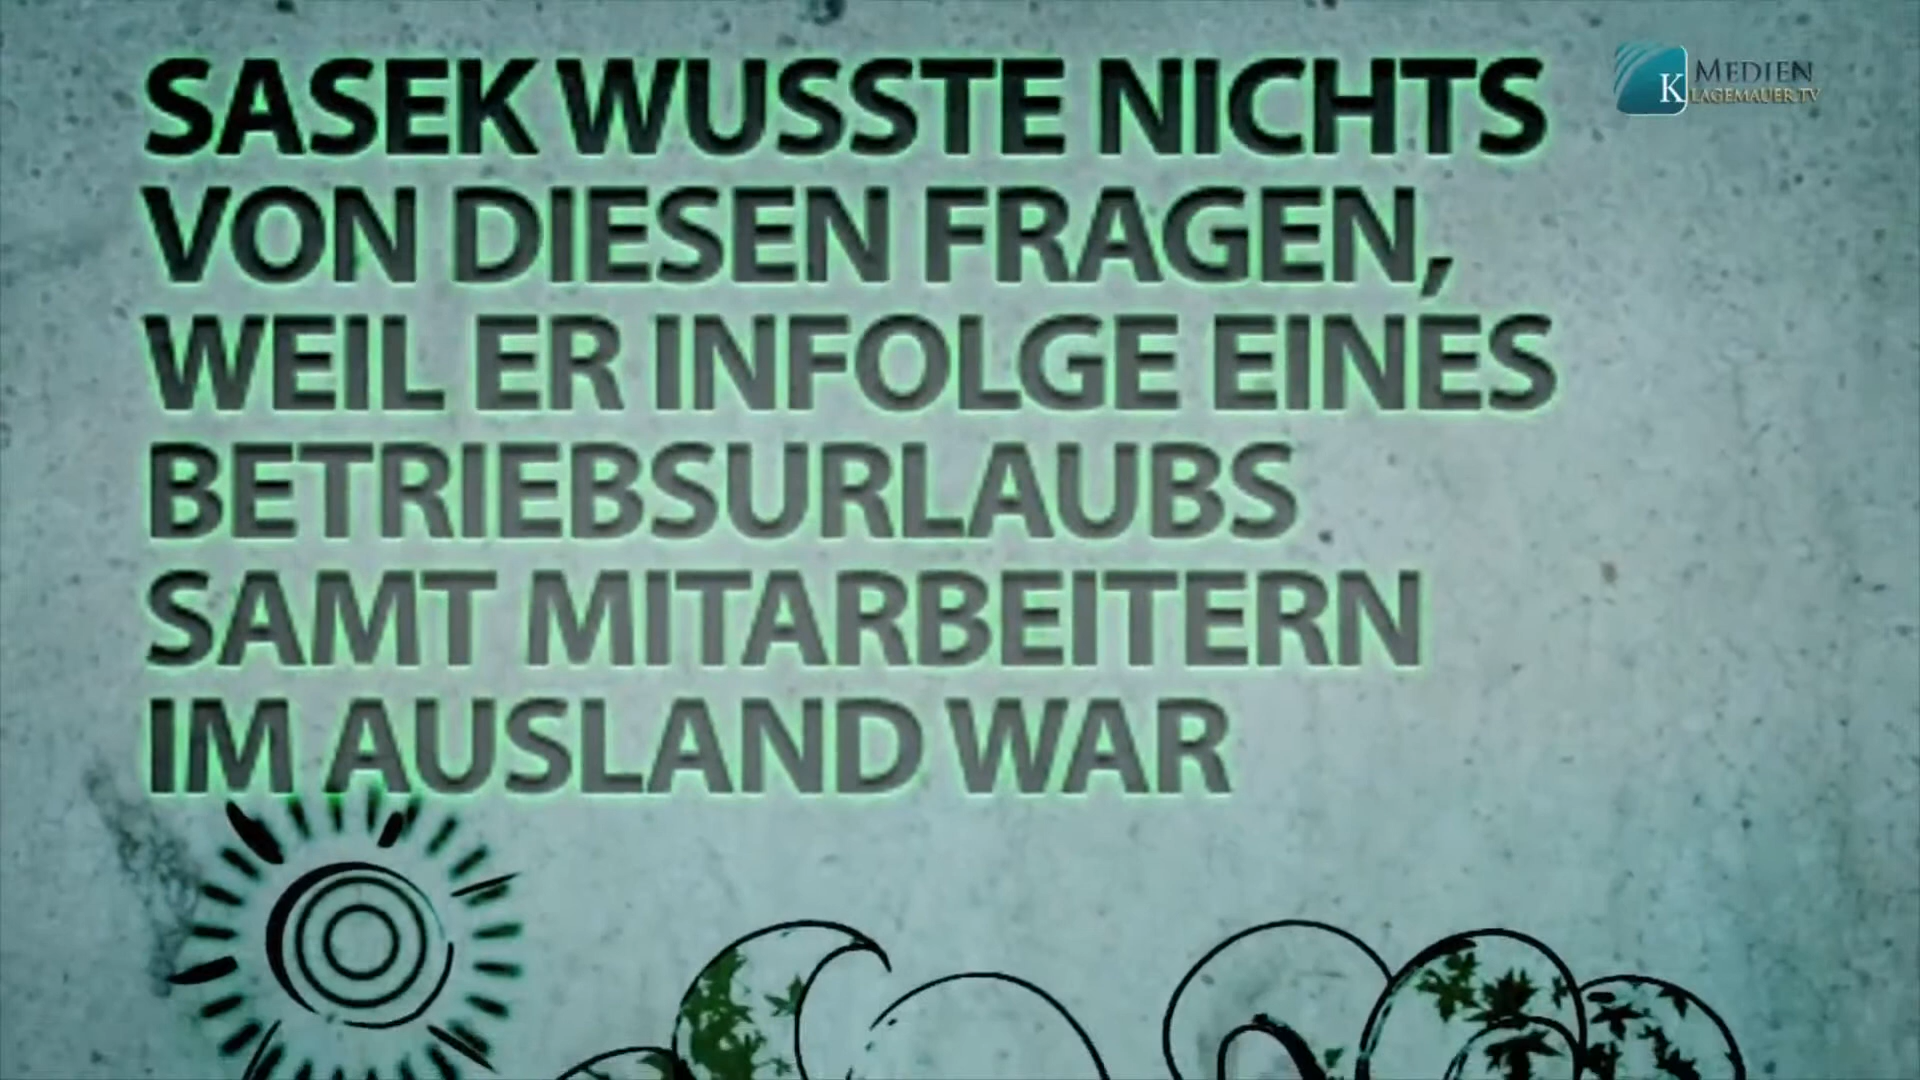 SASEK WUSSTE NICHTS
VON DIESEN FRAGEN,
WEIL ER INFOLGE EINES
BETRIEBSURLAUBS
SAMT MITARBEITERN
IM AUSLAND WAR
MEDIEN
KLAGEMAUER.TV